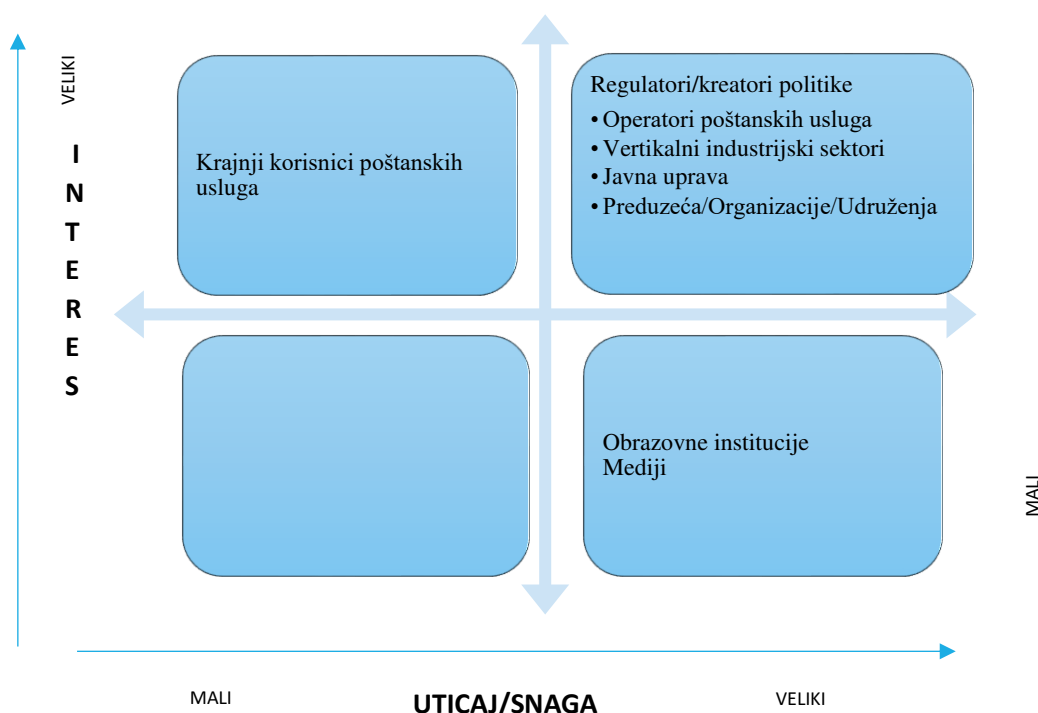 VELIKI
INTERES
Krajnji korisnici poštanskih
usluga
Regulatori/kreatori politike
• Operatori poštanskih usluga
• Vertikalni industrijski sektori
• Javna uprava
• Preduzeća/Organizacije/Udruženja
Obrazovne institucije
Mediji
MALI
MALI
UTICAJ/SNAGA
VELIKI